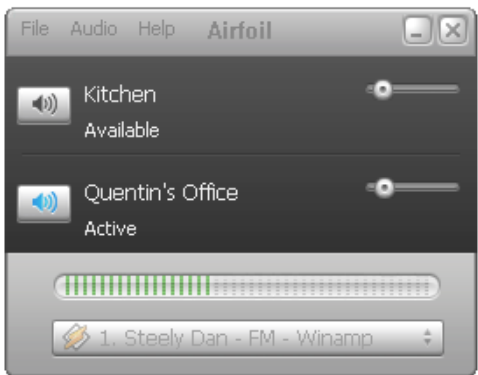 File Audio Help Airfoil
Kitchen
Available
Quentin's Office
Active
1. Steely Dan - FM - Winamp